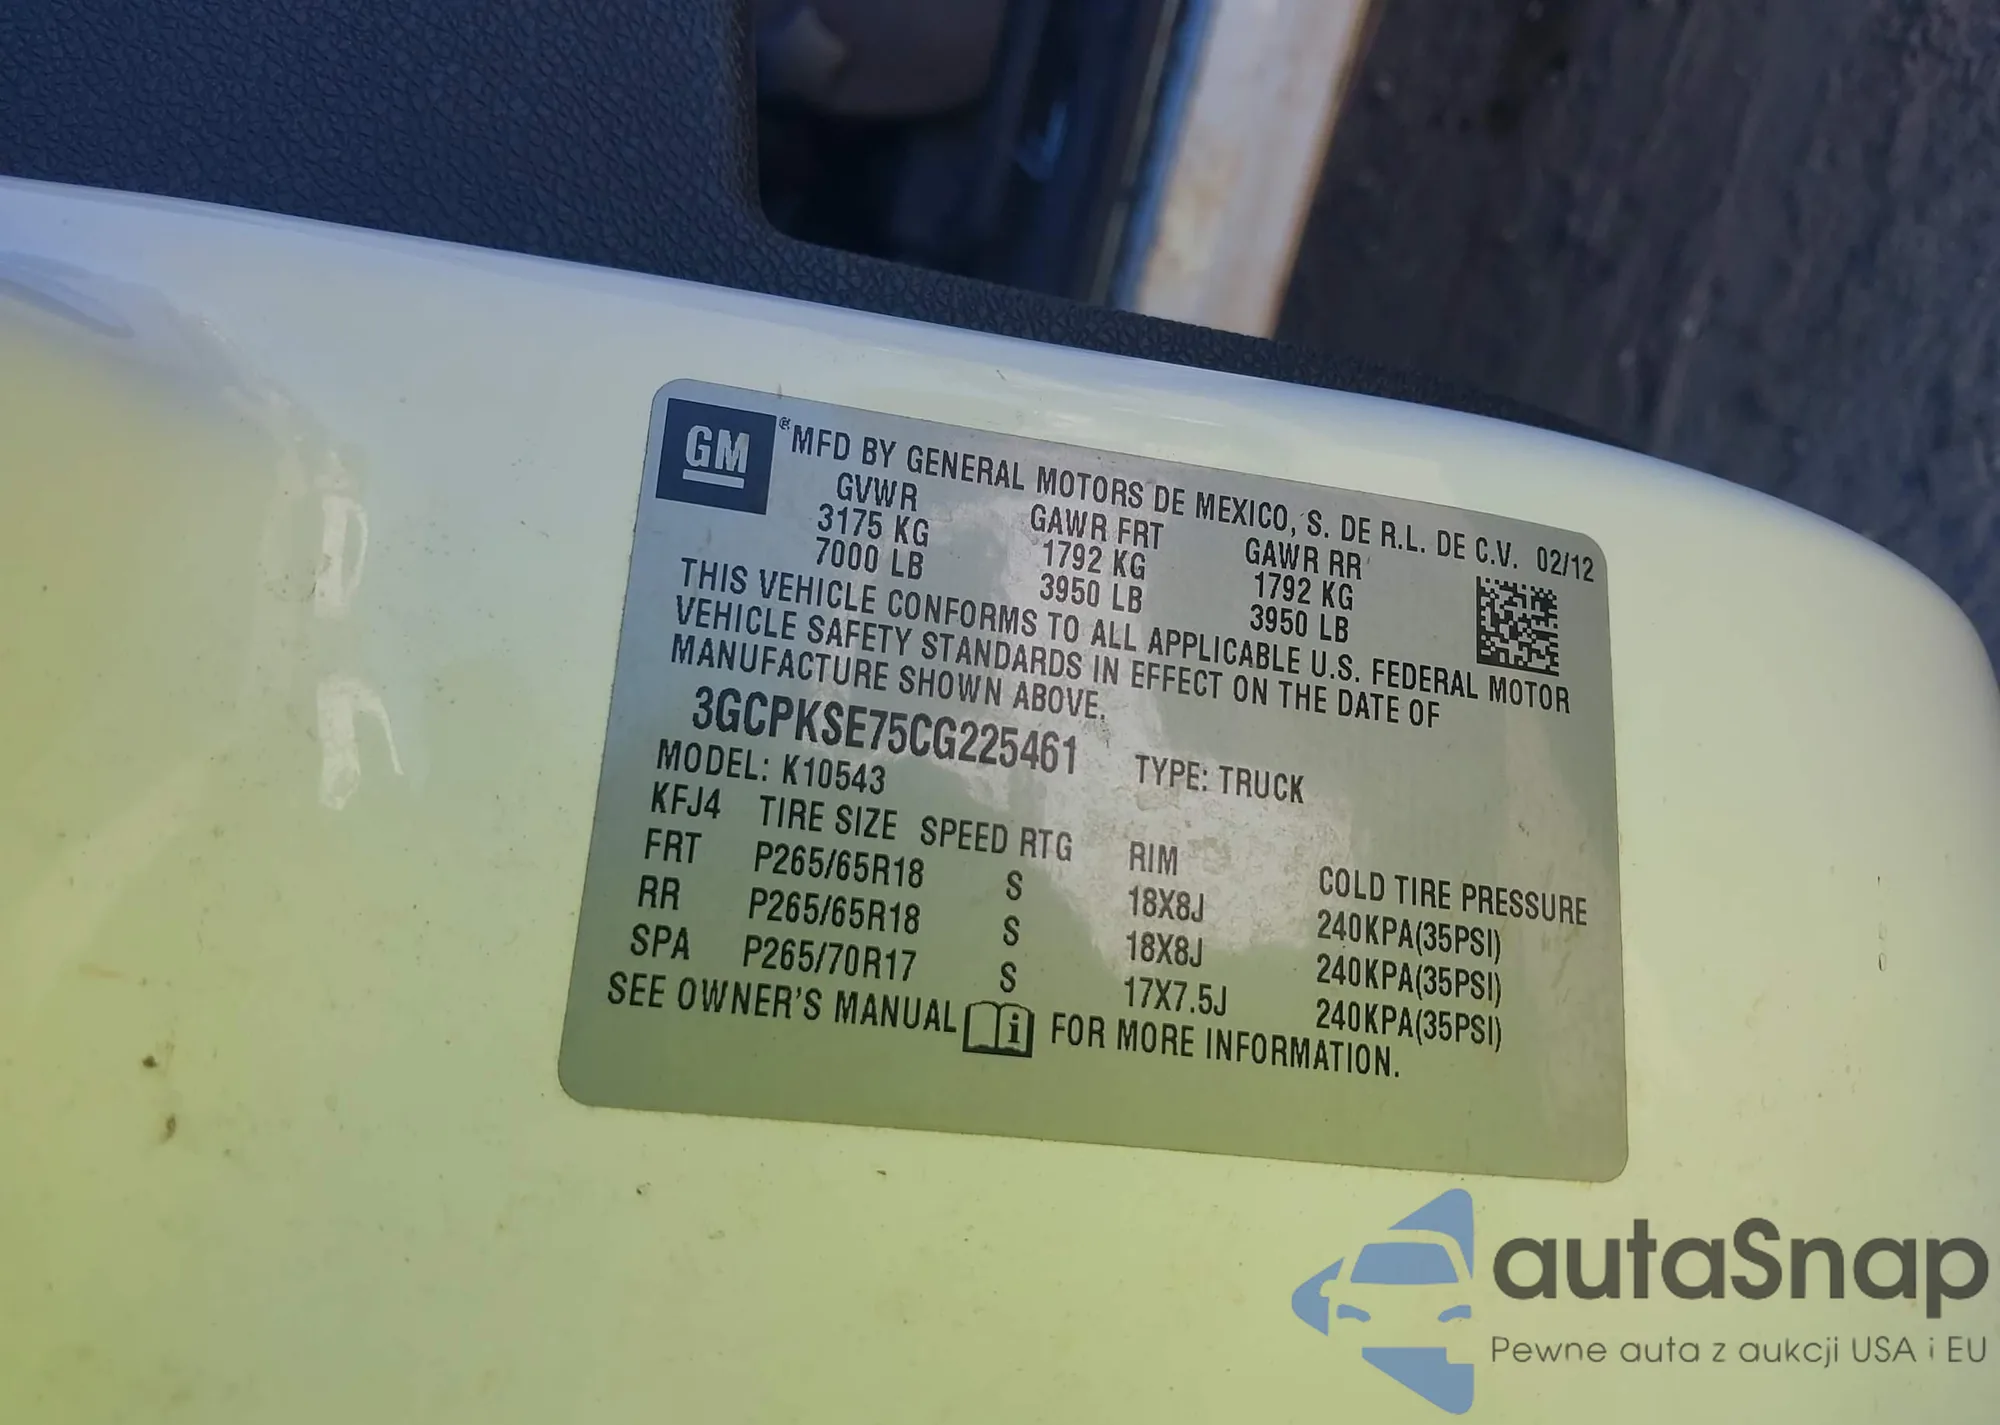 GM
® MFD BY GENERAL MOTORS DE MEXICO, S. DE R.L. DE C.V. 02/12
GVWR GAWR FRT GAWR RR
3175 KG 1792 KG 1792 KG
7000 LB 3950 LB 3950 LB
THIS VEHICLE CONFORMS TO ALL APPLICABLE U.S. FEDERAL MOTOR
VEHICLE SAFETY STANDARDS IN EFFECT ON THE DATE OF
MANUFACTURE SHOWN ABOVE.
3GCPKSE75CG225461 TYPE: TRUCK
MODEL: K10543
KFJ4 TIRE SIZE SPEED RTG RIM COLD TIRE PRESSURE
FRT P265/65R18 S 18X8J 240KPA(35PSI)
RR P265/65R18 S 18X8J 240KPA(35PSI)
SPA P265/70R17 S 17X7.5J 240KPA(35PSI)
SEE OWNER'S MANUAL FOR MORE INFORMATION.
autaSnap
Pewne auta z aukcji USA i EU